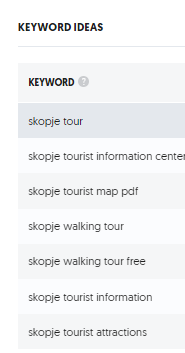 KEYWORD IDEAS
KEYWORD ?
skopje tour
skopje tourist information center
skopje tourist map pdf
skopje walking tour
skopje walking tour free
skopje tourist information
skopje tourist attractions